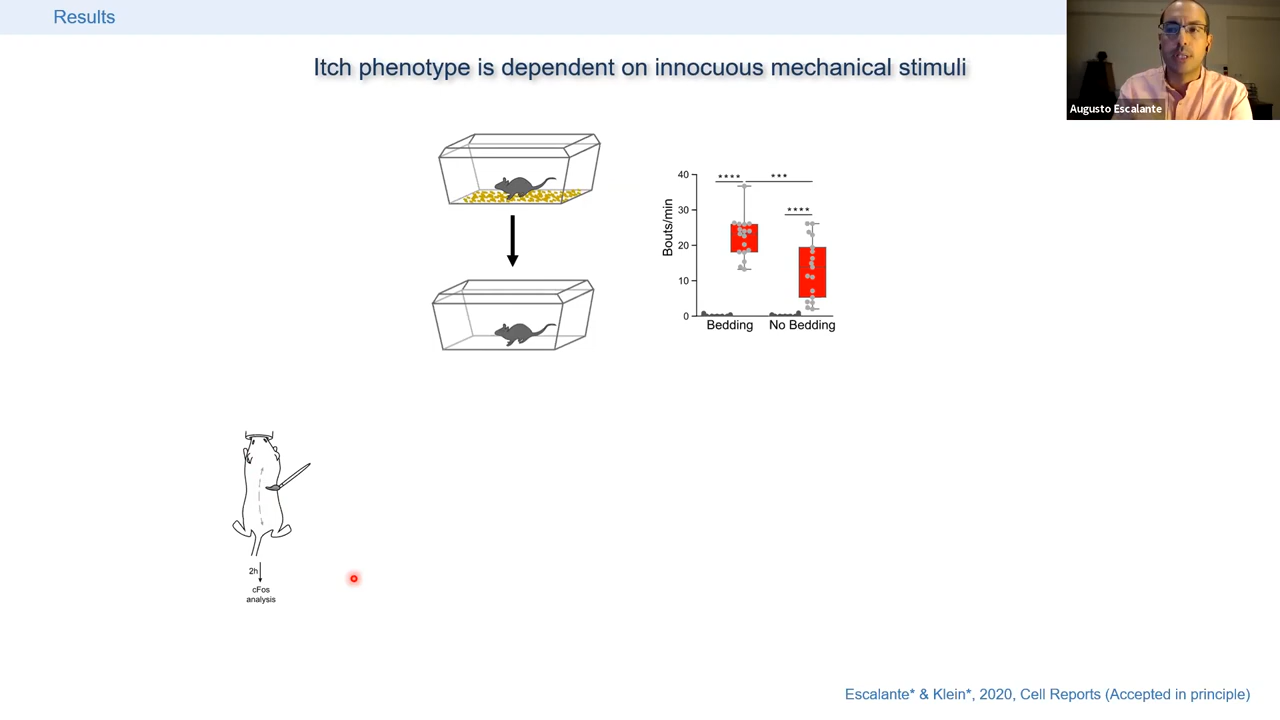 Results
Itch phenotype is dependent on innocuous mechanical stimuli
Augusto Escalante
**** ***
****
40
30
20
10
0
Bouts/min
Bedding No Bedding
2h
cFos
analysis
Escalante* & Klein*, 2020, Cell Reports (Accepted in principle)